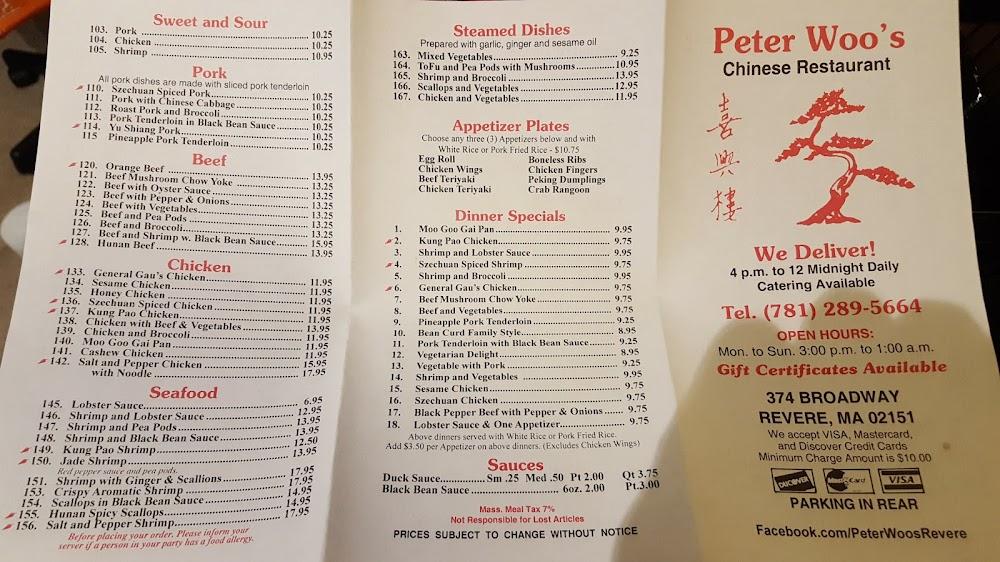 Sweet and Sour
103. Pork 10.25
104. Chicken 10.25
105. Shrimp 10.95
Pork
All pork dishes are made with sliced pork tenderloin
110. Szechuan Spiced Pork 10.25
111. Pork with Chinese Cabbage 10.25
112. Roast Pork and Broccoli 10.25
113. Pork Tenderloin in Black Bean Sauce 10.25
114. Yu Shiang Pork 10.25
115 Pineapple Pork Tenderloin 10.25
Beef
120. Orange Beef 13.95
121. Beef Mushroom Chow Yoke 13.25
122. Beef with Oyster Sauce 13.25
123. Beef with Pepper & Onions 13.25
124. Beef with Vegetables 13.25
125. Beef and Pea Pods 13.25
126. Beef and Broccoli 13.25
127. Beef and Shrimp w. Black Bean Sauce 15.95
128. Hunan Beef 13.25
Chicken
133. General Gau's Chicken 11.95
134. Sesame Chicken 11.95
135. Honey Chicken 11.95
136. Szechuan Spiced Chicken 11.95
137. Kung Pao Chicken 11.95
138. Chicken with Beef & Vegetables 13.95
139. Chicken and Broccoli 11.95
140. Moo Goo Gai Pan 11.95
141. Cashew Chicken 11.95
142. Salt and Pepper Chicken 15.95
with Noodle 17.95
Seafood
145. Lobster Sauce 6.95
146. Shrimp and Lobster Sauce 12.95
147. Shrimp and Pea Pods 13.95
148. Shrimp and Black Bean Sauce 12.50
149. Kung Pao Shrimp 13.95
150. Jade Shrimp
Red pepper sauce and pea pods.
151. Shrimp with Ginger & Scallions 17.95
153. Crispy Aromatic Shrimp 17.95
154. Scallops in Black Bean Sauce 14.95
155. Hunan Spicy Scallops 14.95
156. Salt and Pepper Shrimp 17.95
Before placing your order. Please inform your
server if a person in your party has a food allergy.
Steamed Dishes
Prepared with garlic, ginger and sesame oil
163. Mixed Vegetables 9.25
164. ToFu and Pea Pods with Mushrooms 10.95
165. Shrimp and Broccoli 13.95
166. Scallops and Vegetables 12.95
167. Chicken and Vegetables 11.95
Appetizer Plates
Choose any three (3) Appetizers below and with
White Rice or Pork Fried Rice - $10.75
Egg Roll Boneless Ribs
Chicken Wings Chicken Fingers
Beef Teriyaki Peking Dumplings
Chicken Teriyaki Crab Rangoon
Dinner Specials
1. Moo Goo Gai Pan 9.95
2. Kung Pao Chicken 9.75
3. Shrimp and Lobster Sauce 9.95
4. Szechuan Spiced Shrimp 9.75
5. Shrimp and Broccoli 9.95
6. General Gau's Chicken 9.75
7. Beef Mushroom Chow Yoke 9.75
8. Beef and Vegetables 9.75
9. Pineapple Pork Tenderloin 9.25
10. Bean Curd Family Style 8.95
11. Pork Tenderloin with Black Bean Sauce 9.25
12. Vegetarian Delight 8.95
13. Vegetable with Pork 9.25
14. Shrimp and Vegetables 9.95
15. Sesame Chicken 9.75
16. Szechuan Chicken 9.75
17. Black Pepper Beef with Pepper & Onions 9.75
18. Lobster Sauce & One Appetizer 9.75
Above dinners served with White Rice or Pork Fried Rice.
Add $3.50 per Appetizer on above dinners. (Excludes Chicken Wings)
Sauces
Duck Sauce Sm .25 Med .50 Pt 2.00 Qt 3.75
Black Bean Sauce 6oz. 2.00 Pt.3.00
Mass. Meal Tax 7%
Not Responsible for Lost Articles
PRICES SUBJECT TO CHANGE WITHOUT NOTICE
Peter Woo's
Chinese Restaurant
喜
興
樓
We Deliver!
4 p.m. to 12 Midnight Daily
Catering Available
Tel. (781) 289-5664
OPEN HOURS:
Mon. to Sun. 3:00 p.m. to 1:00 a.m.
Gift Certificates Available
374 BROADWAY
REVERE, MA 02151
We accept VISA, Mastercard,
and Discover Credit Cards
Minimum Charge Amount is $10.00
DISCOVER MasterCard VISA
PARKING IN REAR
Facebook.com/PeterWoosRevere